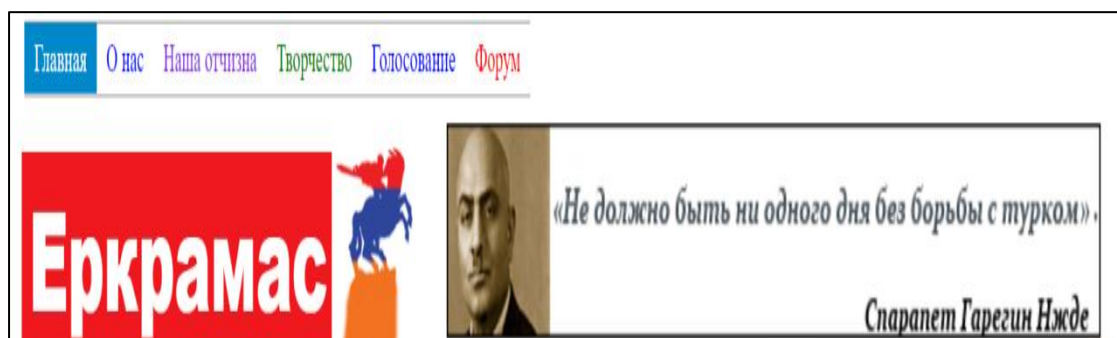 Главная О нас Наша отчизна Творчество Голосование Форум
Еркрамас
«Не должно быть ни одного дня без борьбы с турком».
Спарапет Гарегин Нжде